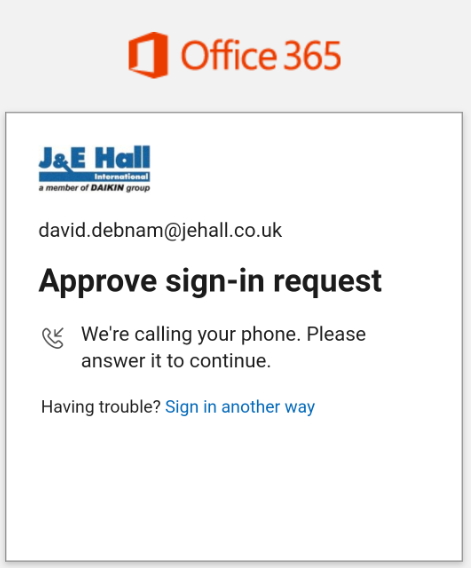 Office 365
J&E Hall
International
a member of DAIKIN group
david.debnam@jehall.co.uk
Approve sign-in request
We're calling your phone. Please
answer it to continue.
Having trouble? Sign in another way